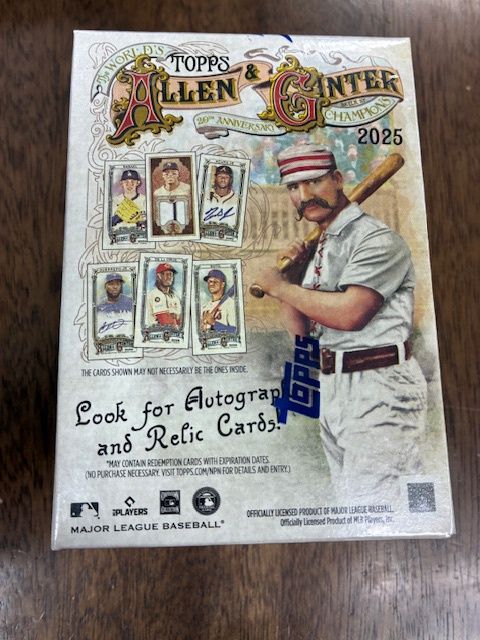 The WORLD'S
TOPPS
ALLEN & GINTER
20TH ANNIVERSARY
CHAMPIONS
2025
DE LA CRUZ
THE CARDS SHOWN MAY NOT NECESSARILY BE THE ONES INSIDE.
Look for Autograp
and Relic Cards!*
TOPPS
*MAY CONTAIN REDEMPTION CARDS WITH EXPIRATION DATES.
(NO PURCHASE NECESSARY. VISIT TOPPS.COM/NPN FOR DETAILS AND ENTRY.)
PLAYERS
MAJOR LEAGUE BASEBALL®
OFFICIALLY LICENSED PRODUCT OF MAJOR LEAGUE BASEBALL.
Officially Licensed Product of MLB Players, Inc.